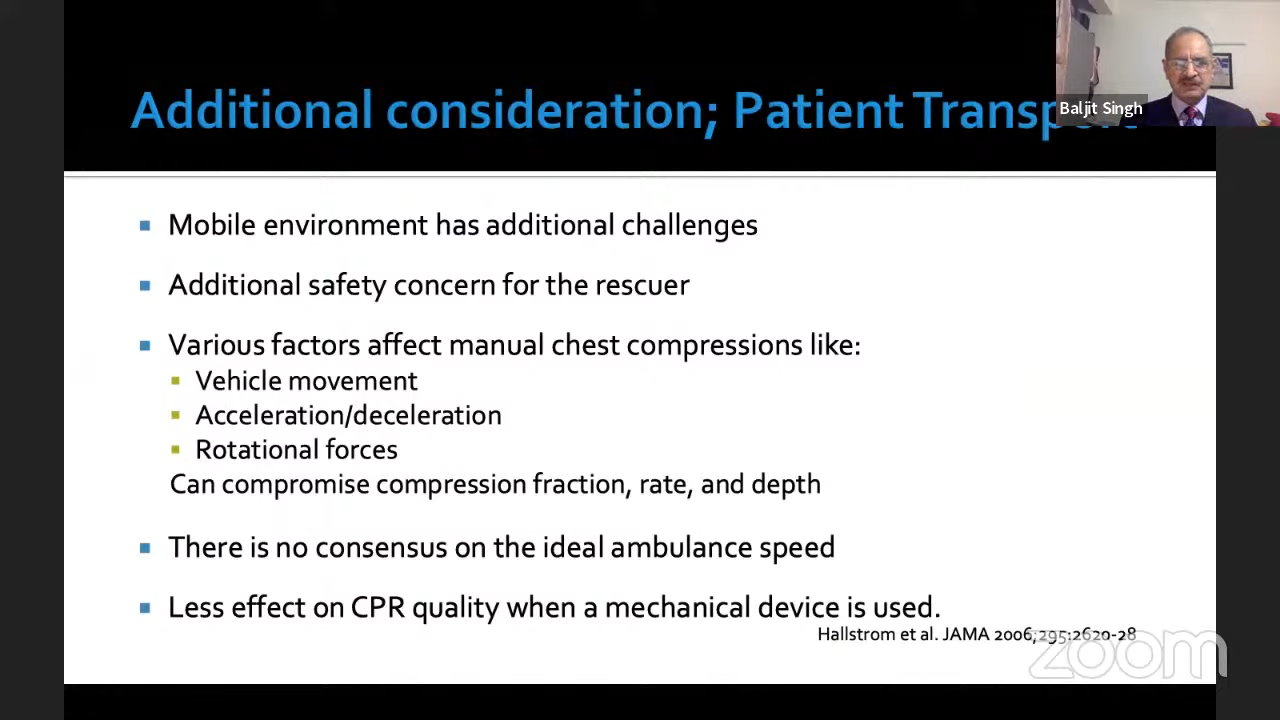 Additional consideration; Patient Transport
Baljit Singh
Mobile environment has additional challenges
Additional safety concern for the rescuer
Various factors affect manual chest compressions like:
Vehicle movement
Acceleration/deceleration
Rotational forces
Can compromise compression fraction, rate, and depth
There is no consensus on the ideal ambulance speed
Less effect on CPR quality when a mechanical device is used.
Hallstrom et al. JAMA 2006;295:2620-28
zoom